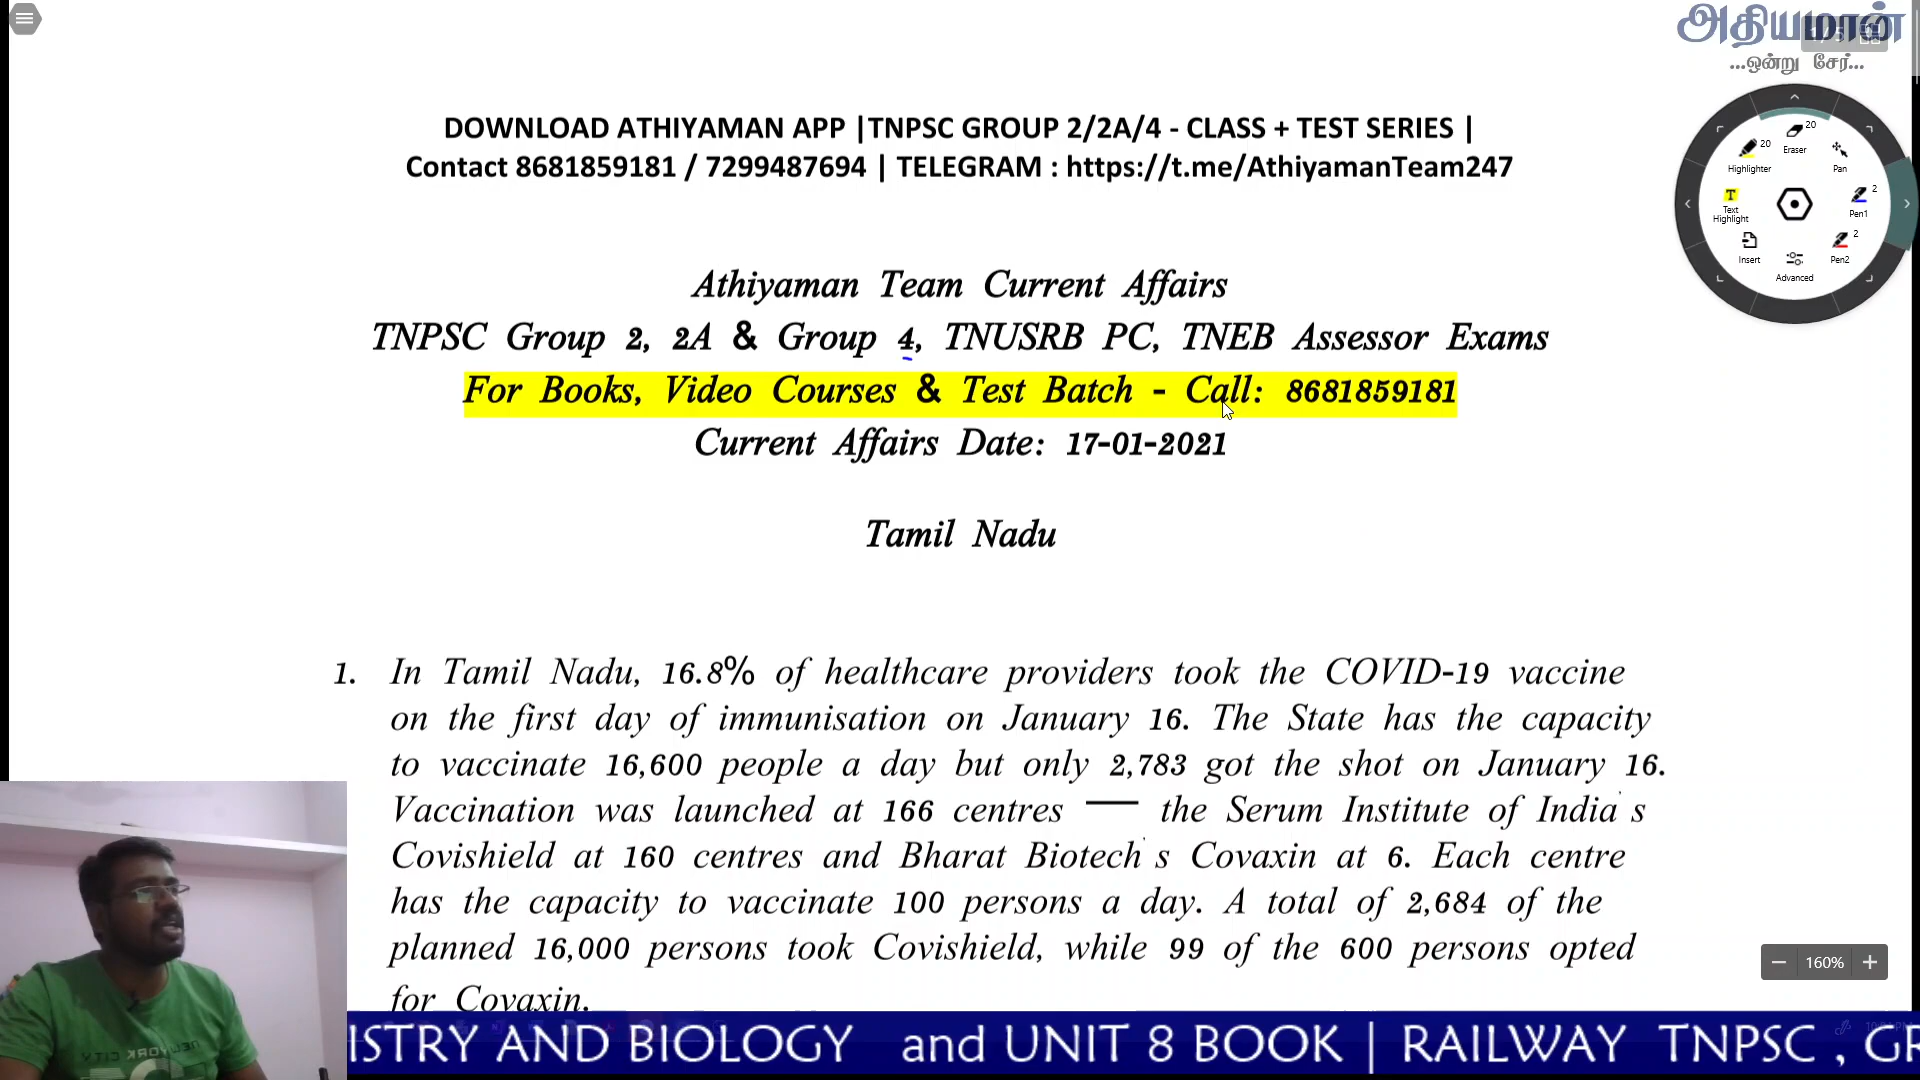 அதியமான்
...ஒன்று சேர்...
DOWNLOAD ATHIYAMAN APP |TNPSC GROUP 2/2A/4 - CLASS + TEST SERIES |
Contact 8681859181 / 7299487694 | TELEGRAM : https://t.me/AthiyamanTeam247
20
Eraser
20
Highlighter
Pan
Text
Highlight
2
Pen1
Insert
2
Pen2
Advanced
Athiyaman Team Current Affairs
TNPSC Group 2, 2A & Group 4, TNUSRB PC, TNEB Assessor Exams
For Books, Video Courses & Test Batch - Call: 8681859181
Current Affairs Date: 17-01-2021
Tamil Nadu
1. In Tamil Nadu, 16.8% of healthcare providers took the COVID-19 vaccine
on the first day of immunisation on January 16. The State has the capacity
to vaccinate 16,600 people a day but only 2,783 got the shot on January 16.
Vaccination was launched at 166 centres — the Serum Institute of India's
Covishield at 160 centres and Bharat Biotech's Covaxin at 6. Each centre
has the capacity to vaccinate 100 persons a day. A total of 2,684 of the
planned 16,000 persons took Covishield, while 99 of the 600 persons opted
for Covaxin.
160%
ISTRY AND BIOLOGY and UNIT 8 BOOK | RAILWAY TNPSC , GR